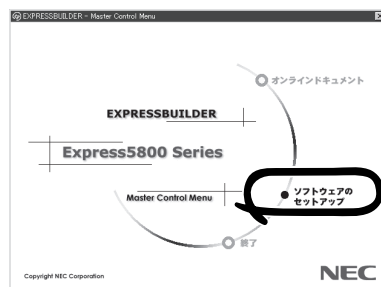 EXPRESSBUILDER - Master Control Menu
オンラインドキュメント
EXPRESSBUILDER
Express5800 Series
Master Control Menu
ソフトウェアの
セットアップ
終了
Copyright NEC Corporation
NEC